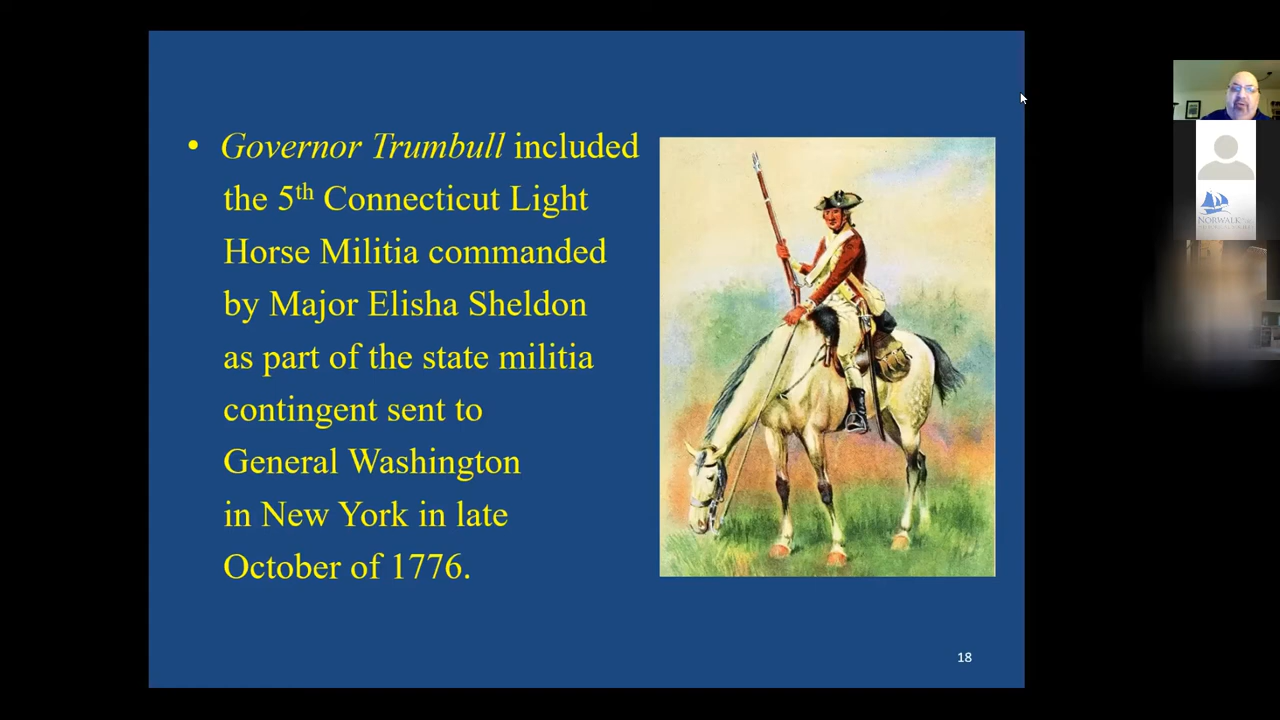 • Governor Trumbull included
the 5th Connecticut Light
Horse Militia commanded
by Major Elisha Sheldon
as part of the state militia
contingent sent to
General Washington
in New York in late
October of 1776.
18
NORWALK